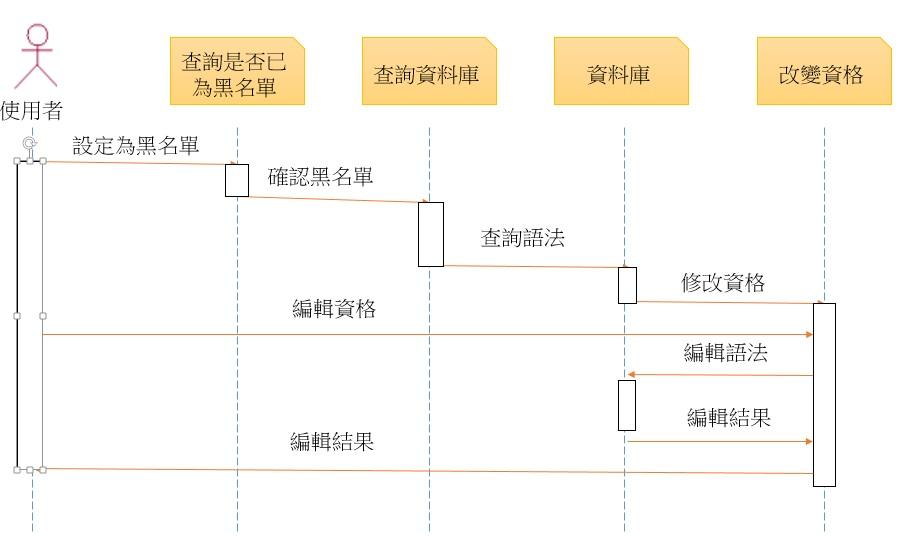 查詢是否已
為黑名單
查詢資料庫
資料庫
改變資格
使用者
設定為黑名單
確認黑名單
查詢語法
修改資格
編輯資格
編輯語法
編輯結果
編輯結果